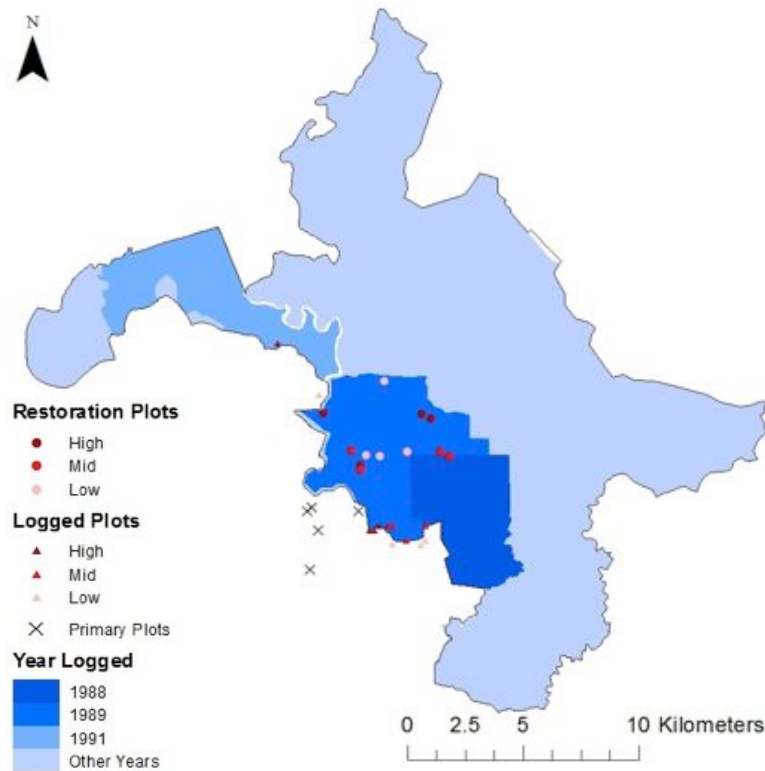 N
Restoration Plots
High
Mid
Low
Logged Plots
High
Mid
Low
Primary Plots
Year Logged
1988
1989
1991
Other Years
0 2.5 5 10 Kilometers